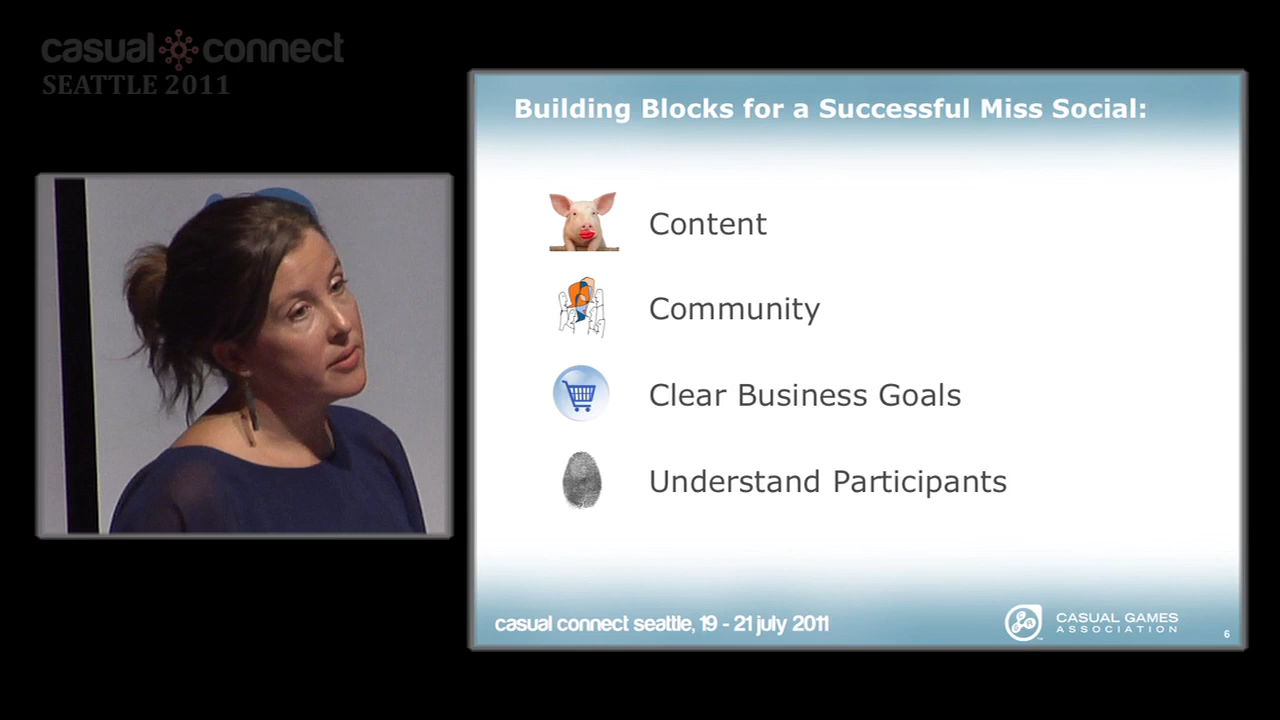 casual connect
SEATTLE 2011
Building Blocks for a Successful Miss Social:
Content
Community
Clear Business Goals
Understand Participants
casual connect seattle, 19 - 21 july 2011
CASUAL GAMES
ASSOCIATION
6